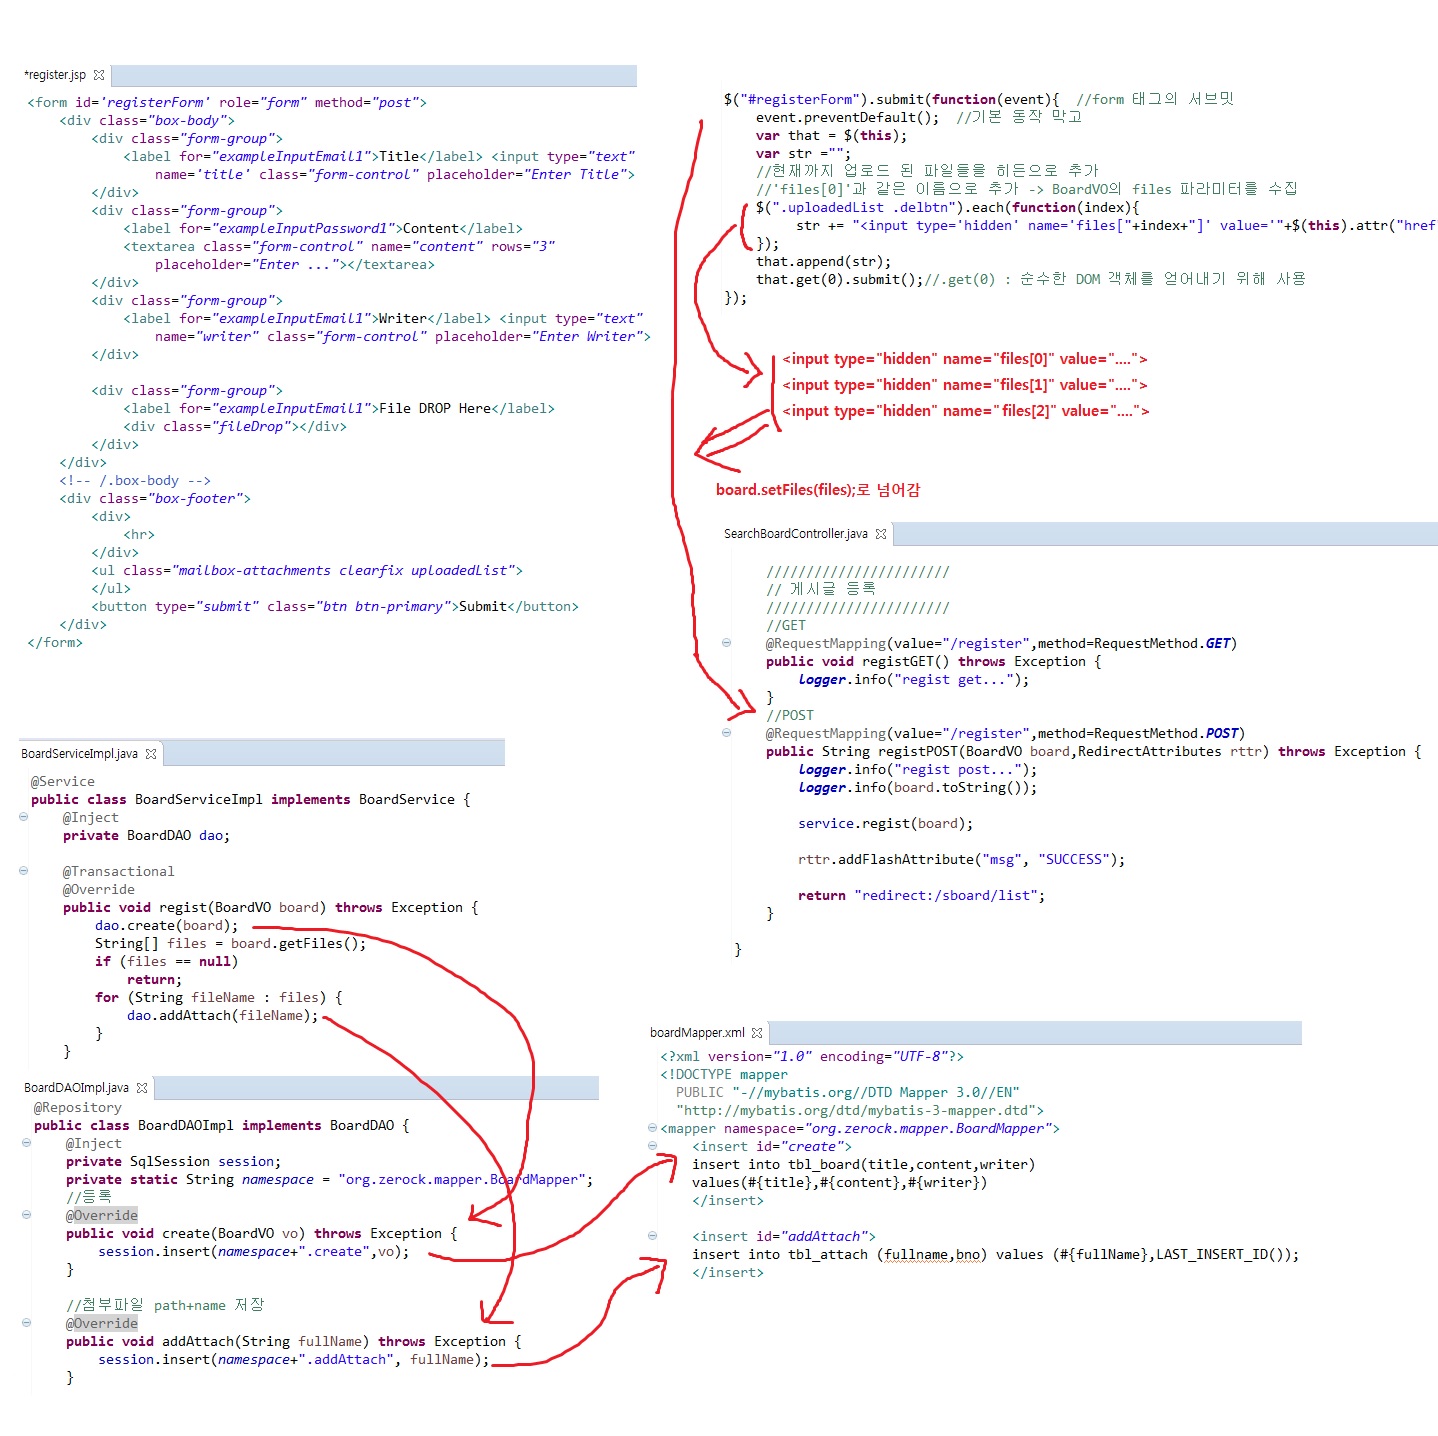 *register.jsp
<form id='registerForm' role="form" method="post">
<div class="box-body">
<div class="form-group">
<label for="exampleInputEmail1">Title</label> <input type="text"
name='title' class="form-control" placeholder="Enter Title">
</div>
<div class="form-group">
<label for="exampleInputPassword1">Content</label>
<textarea class="form-control" name="content" rows="3"
placeholder="Enter ..."></textarea>
</div>
<div class="form-group">
<label for="exampleInputEmail1">Writer</label> <input type="text"
name="writer" class="form-control" placeholder="Enter Writer">
</div>
<div class="form-group">
<label for="exampleInputEmail1">File DROP Here</label>
<div class="fileDrop"></div>
</div>
</div>
<!-- /.box-body -->
<div class="box-footer">
<div>
<hr>
</div>
<ul class="mailbox-attachments clearfix uploadedList">
</ul>
<button type="submit" class="btn btn-primary">Submit</button>
</div>
</form>
$("#registerForm").submit(function(event){  //form 태그의 서브밋
event.preventDefault();  //기본 동작 막고
var that = $(this);
var str ="";
//현재까지 업로드 된 파일들을 히든으로 추가
//'files[0]'과 같은 이름으로 추가 -> BoardVO의 files 파라미터를 수집
$(".uploadedList .delbtn").each(function(index){
str += "<input type='hidden' name='files["+index+"]' value='"+$(this).attr("href
});
that.append(str);
that.get(0).submit();//.get(0) : 순수한 DOM 객체를 얻어내기 위해 사용
});
<input type="hidden" name="files[0]" value="....">
<input type="hidden" name="files[1]" value="....">
<input type="hidden" name="files[2]" value="....">
board.setFiles(files);로 넘어감
SearchBoardController.java
///////////////////////
// 게시글 등록
///////////////////////
//GET
@RequestMapping(value="/register",method=RequestMethod.GET)
public void registGET() throws Exception {
logger.info("regist get...");
}
//POST
@RequestMapping(value="/register",method=RequestMethod.POST)
public String registPOST(BoardVO board,RedirectAttributes rttr) throws Exception {
logger.info("regist post...");
logger.info(board.toString());
service.regist(board);
rttr.addFlashAttribute("msg", "SUCCESS");
return "redirect:/sboard/list";
}
}
BoardServiceImpl.java
@Service
public class BoardServiceImpl implements BoardService {
@Inject
private BoardDAO dao;
@Transactional
@Override
public void regist(BoardVO board) throws Exception {
dao.create(board);
String[] files = board.getFiles();
if (files == null)
return;
for (String fileName : files) {
dao.addAttach(fileName);
}
}
BoardDAOImpl.java
@Repository
public class BoardDAOImpl implements BoardDAO {
@Inject
private SqlSession session;
private static String namespace = "org.zerock.mapper.BoardMapper";
//등록
@Override
public void create(BoardVO vo) throws Exception {
session.insert(namespace+".create",vo);
}
//첨부파일 path+name 저장
@Override
public void addAttach(String fullName) throws Exception {
session.insert(namespace+".addAttach", fullName);
}
boardMapper.xml
<?xml version="1.0" encoding="UTF-8"?>
<!DOCTYPE mapper
PUBLIC "-//mybatis.org//DTD Mapper 3.0//EN"
"http://mybatis.org/dtd/mybatis-3-mapper.dtd">
<mapper namespace="org.zerock.mapper.BoardMapper">
<insert id="create">
insert into tbl_board(title,content,writer)
values(#{title},#{content},#{writer})
</insert>
<insert id="addAttach">
insert into tbl_attach (fullname,bno) values (#{fullName},LAST_INSERT_ID());
</insert>